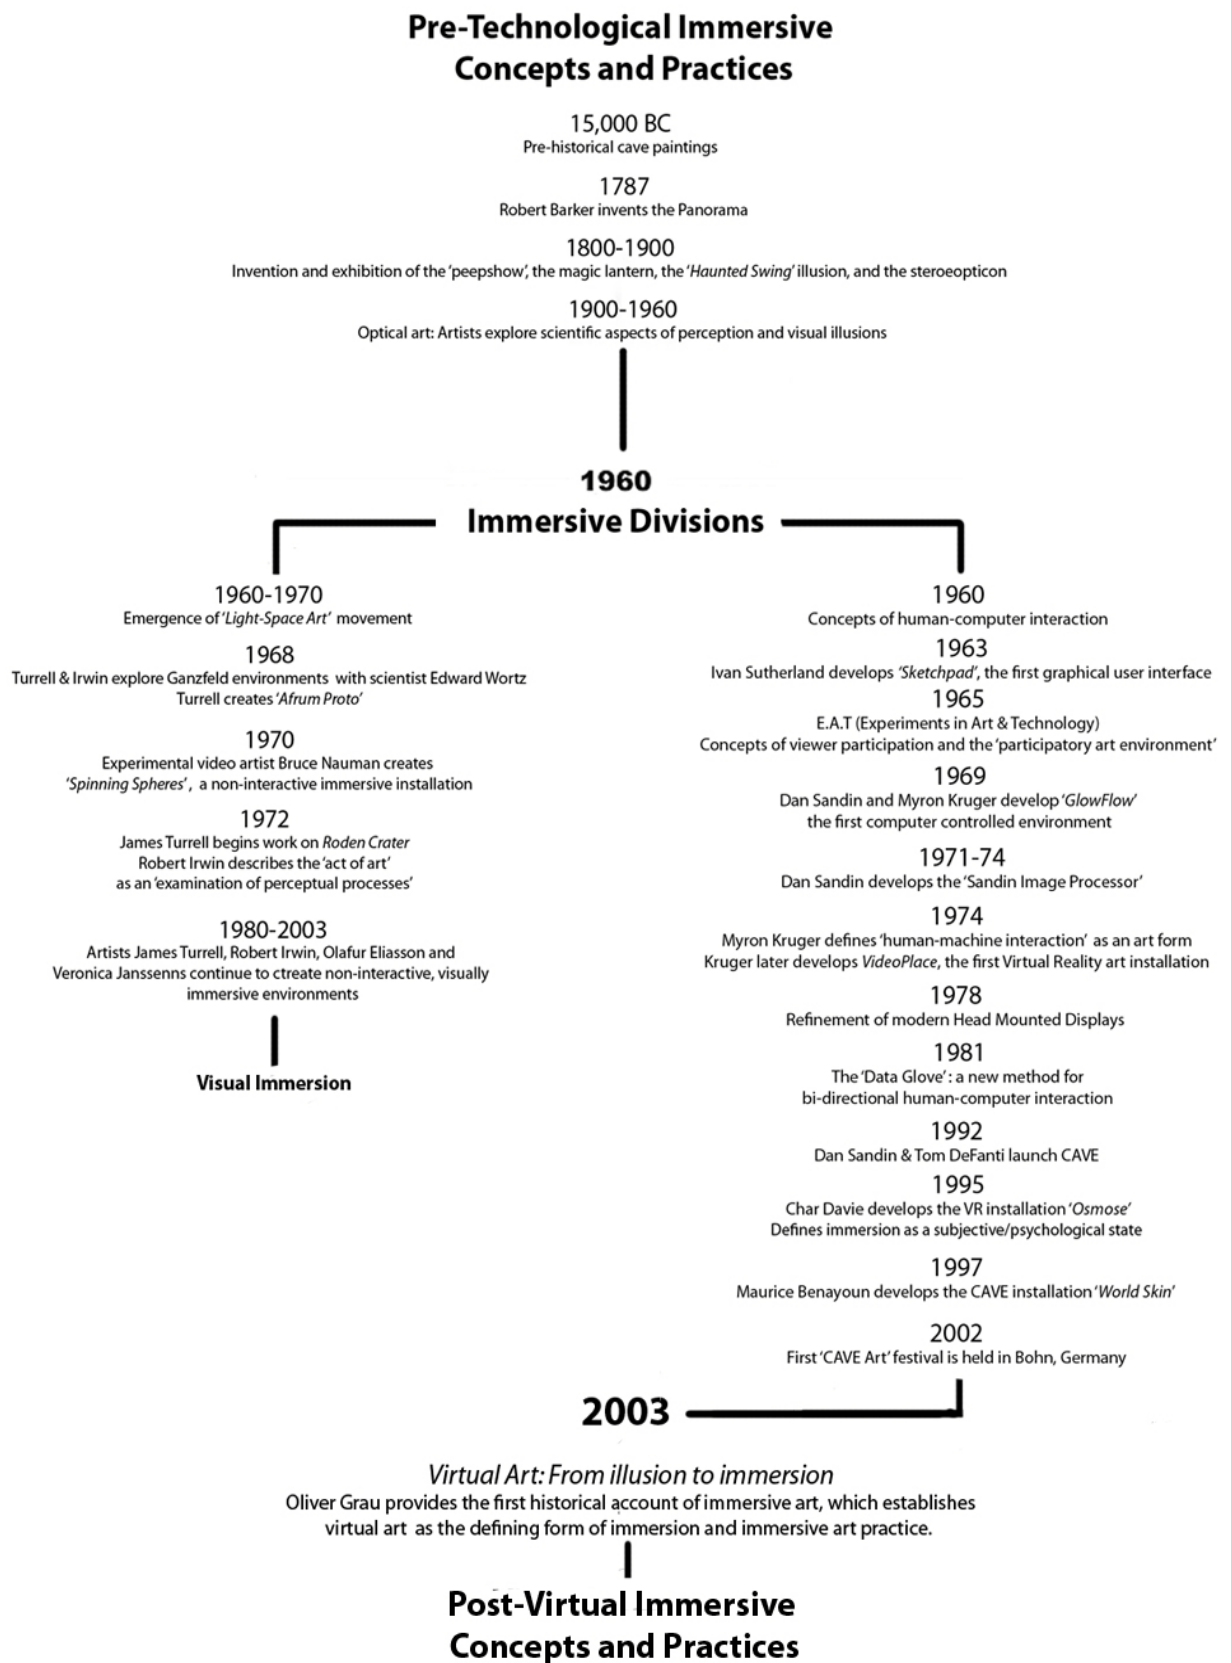 Pre-Technological Immersive
Concepts and Practices
15,000 BC
Pre-historical cave paintings
1787
Robert Barker invents the Panorama
1800-1900
Invention and exhibition of the 'peepshow', the magic lantern, the 'Haunted Swing' illusion, and the steroeopticon
1900-1960
Optical art: Artists explore scientific aspects of perception and visual illusions
1960
Immersive Divisions
1960-1970
Emergence of 'Light-Space Art' movement
1968
Turrell & Irwin explore Ganzfeld environments with scientist Edward Wortz
Turrell creates 'Afrum Proto'
1970
Experimental video artist Bruce Nauman creates
'Spinning Spheres', a non-interactive immersive installation
1972
James Turrell begins work on Roden Crater
Robert Irwin describes the 'act of art'
as an 'examination of perceptual processes'
1980-2003
Artists James Turrell, Robert Irwin, Olafur Eliasson and
Veronica Janssenns continue to ctreate non-interactive, visually
immersive environments
Visual Immersion
1960
Concepts of human-computer interaction
1963
Ivan Sutherland develops 'Sketchpad', the first graphical user interface
1965
E.A.T (Experiments in Art & Technology)
Concepts of viewer participation and the 'participatory art environment'
1969
Dan Sandin and Myron Kruger develop 'GlowFlow'
the first computer controlled environment
1971-74
Dan Sandin develops the 'Sandin Image Processor'
1974
Myron Kruger defines 'human-machine interaction' as an art form
Kruger later develops VideoPlace, the first Virtual Reality art installation
1978
Refinement of modern Head Mounted Displays
1981
The 'Data Glove' : a new method for
bi-directional human-computer interaction
1992
Dan Sandin & Tom DeFanti launch CAVE
1995
Char Davie develops the VR installation 'Osmose'
Defines immersion as a subjective/psychological state
1997
Maurice Benayoun develops the CAVE installation 'World Skin'
2002
First 'CAVE Art' festival is held in Bohn, Germany
2003
Virtual Art: From illusion to immersion
Oliver Grau provides the first historical account of immersive art, which establishes
virtual art as the defining form of immersion and immersive art practice.
Post-Virtual Immersive
Concepts and Practices